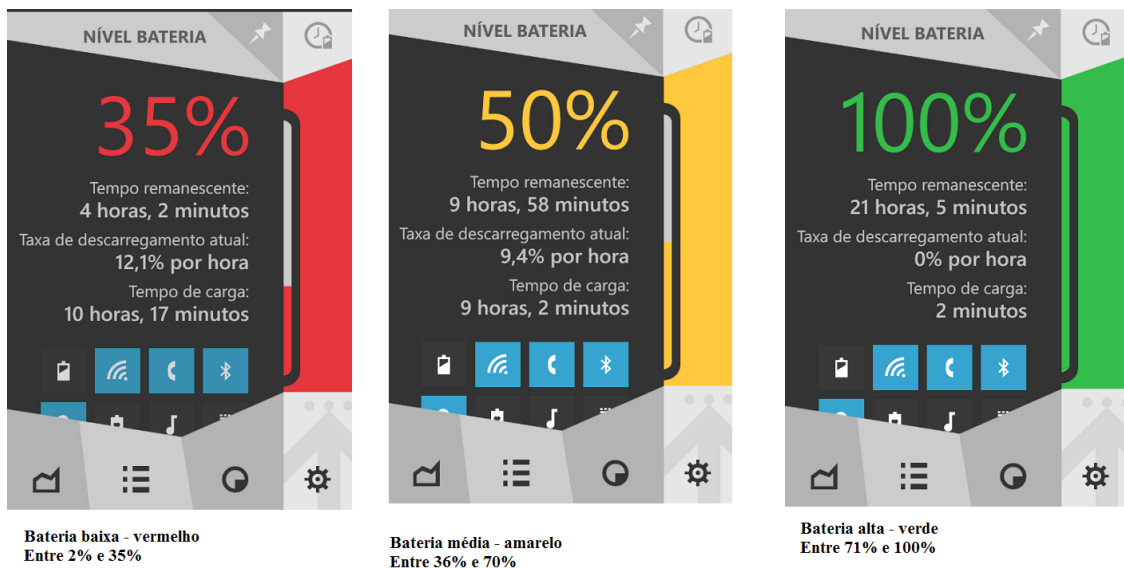 NÍVEL BATERIA
35%
Tempo remanescente:
4 horas, 2 minutos
Taxa de descarregamento atual:
12,1% por hora
Tempo de carga:
10 horas, 17 minutos
Bateria baixa - vermelho
Entre 2% e 35%
NÍVEL BATERIA
50%
Tempo remanescente:
9 horas, 58 minutos
Taxa de descarregamento atual:
9,4% por hora
Tempo de carga:
9 horas, 2 minutos
Bateria média - amarelo
Entre 36% e 70%
NÍVEL BATERIA
100%
Tempo remanescente:
21 horas, 5 minutos
Taxa de descarregamento atual:
0% por hora
Tempo de carga:
2 minutos
Bateria alta - verde
Entre 71% e 100%